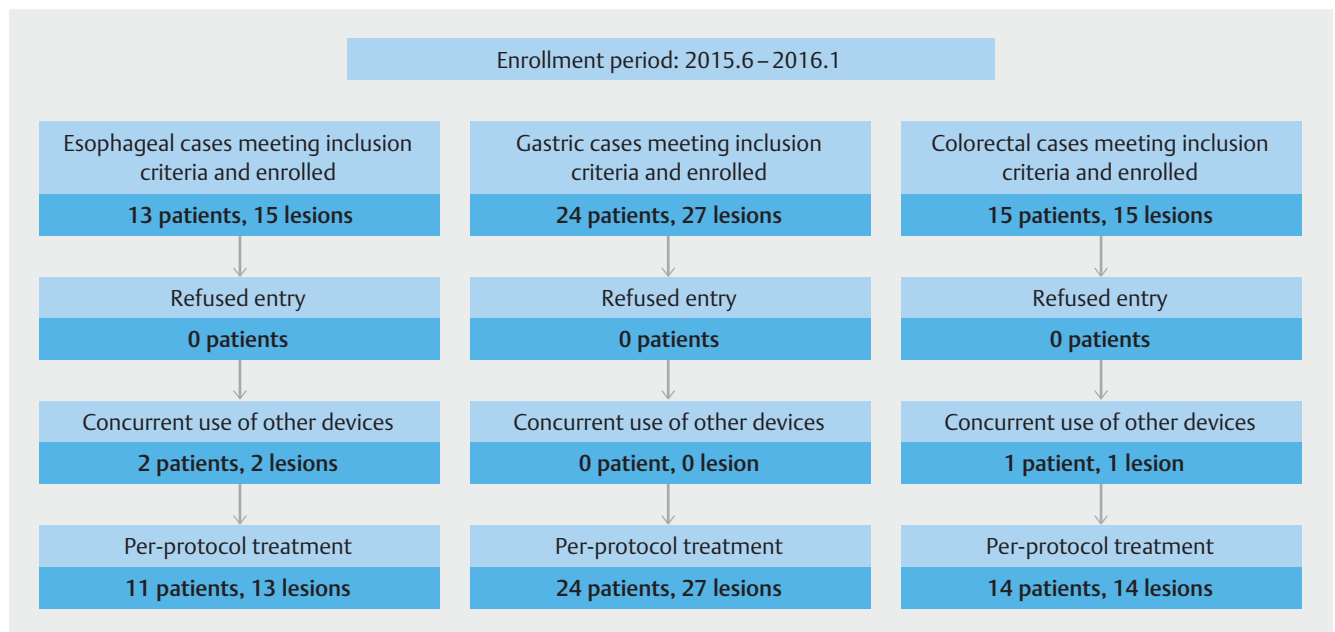 Enrollment period: 2015.6 – 2016.1
Esophageal cases meeting inclusion
criteria and enrolled
13 patients, 15 lesions
Refused entry
0 patients
Concurrent use of other devices
2 patients, 2 lesions
Per-protocol treatment
11 patients, 13 lesions
Gastric cases meeting inclusion
criteria and enrolled
24 patients, 27 lesions
Refused entry
0 patients
Concurrent use of other devices
0 patient, 0 lesion
Per-protocol treatment
24 patients, 27 lesions
Colorectal cases meeting inclusion
criteria and enrolled
15 patients, 15 lesions
Refused entry
0 patients
Concurrent use of other devices
1 patient, 1 lesion
Per-protocol treatment
14 patients, 14 lesions